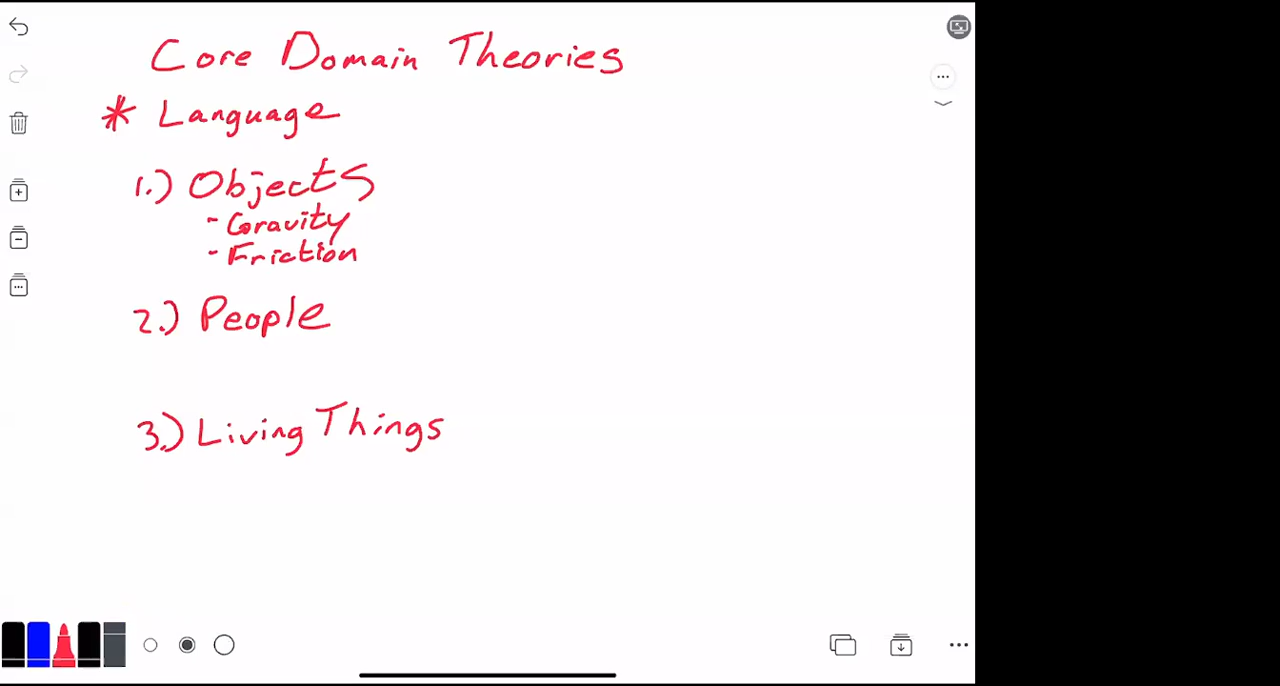 Core Domain Theories
* Language
1.) Objects
- Gravity
- Friction
2.) People
3.) Living Things